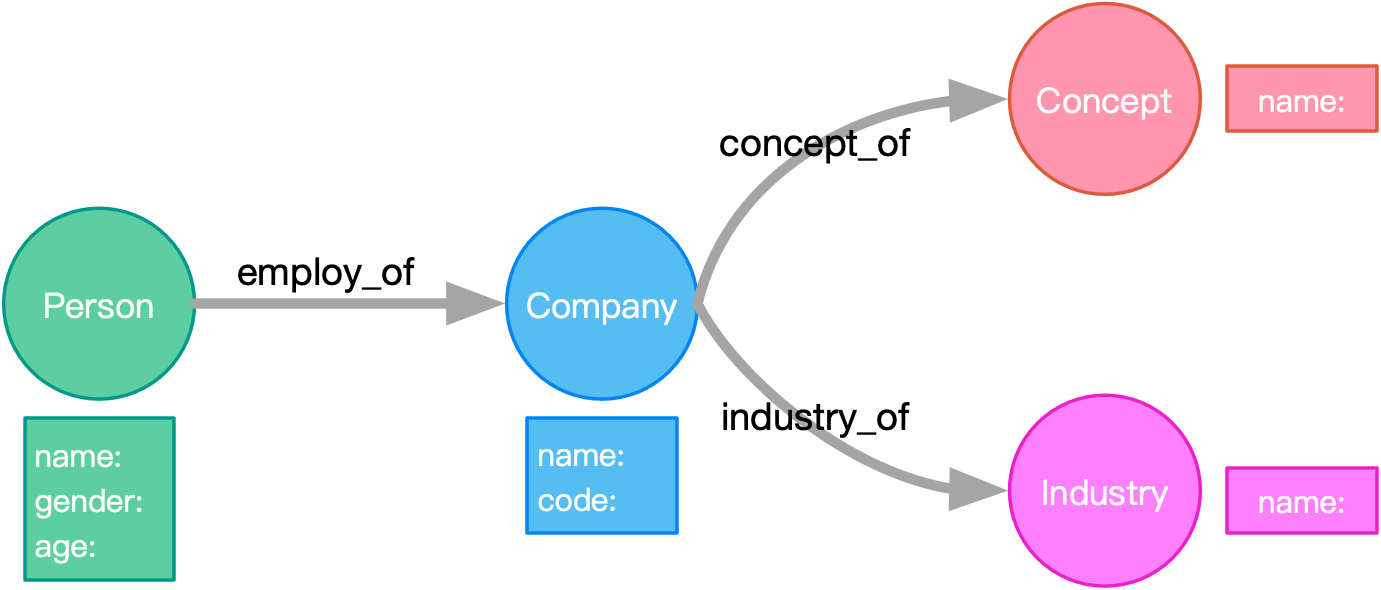 Concept
name:
concept_of
employ_of
Person
Company
industry_of
name:
gender:
age:
name:
code:
Industry
name: